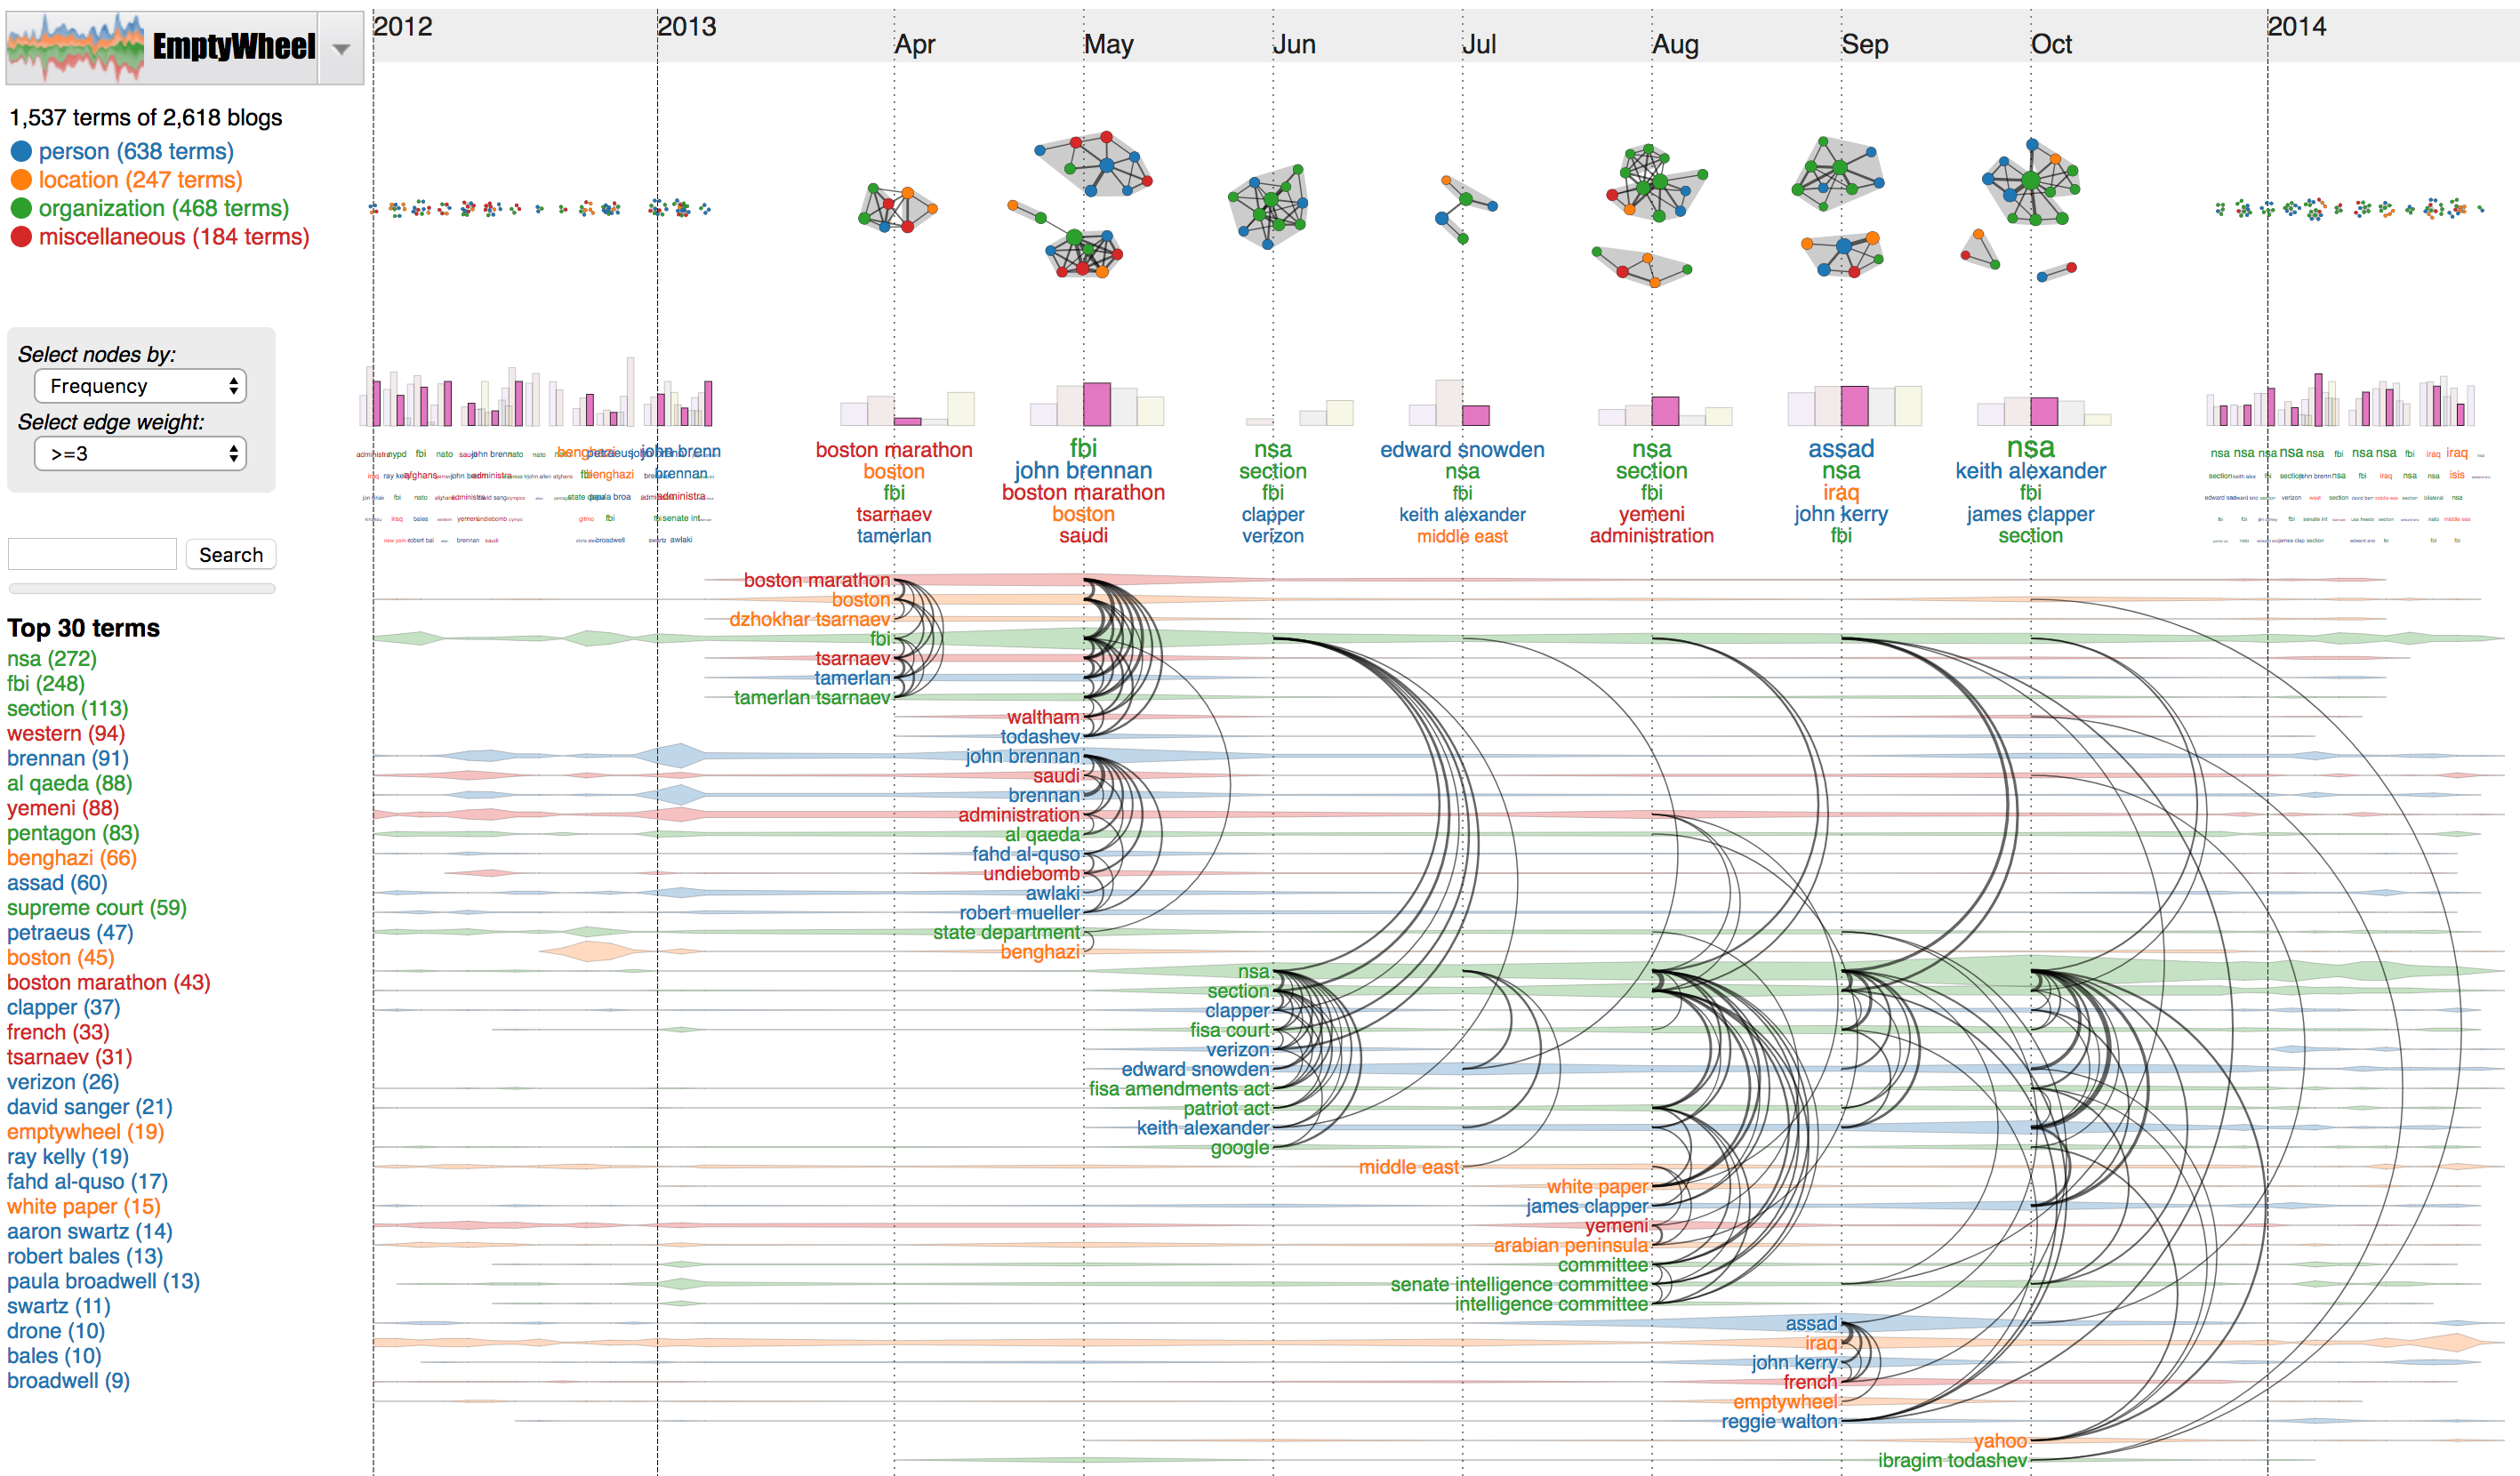 EmptyWheel
2012
2013
Apr
May
Jun
Jul
Aug
Sep
Oct
2014
1,537 terms of 2,618 blogs
person (638 terms)
location (247 terms)
organization (468 terms)
miscellaneous (184 terms)
Select nodes by:
Frequency
Select edge weight:
>=3
Search
Top 30 terms
nsa (272)
fbi (248)
section (113)
western (94)
brennan (91)
al qaeda (88)
yemeni (88)
pentagon (83)
benghazi (66)
assad (60)
supreme court (59)
petraeus (47)
boston (45)
boston marathon (43)
clapper (37)
french (33)
tsarnaev (31)
verizon (26)
david sanger (21)
emptywheel (19)
ray kelly (19)
fahd al-quso (17)
white paper (15)
aaron swartz (14)
robert bales (13)
paula broadwell (13)
swartz (11)
drone (10)
bales (10)
broadwell (9)
boston marathon
boston
fbi
tsarnaev
tamerlan
fbi
john brennan
boston marathon
boston
saudi
nsa
section
fbi
clapper
verizon
edward snowden
nsa
fbi
keith alexander
middle east
nsa
section
fbi
yemeni
administration
assad
nsa
iraq
john kerry
fbi
nsa
keith alexander
fbi
james clapper
section
boston marathon
boston
dzhokhar tsarnaev
fbi
tsarnaev
tamerlan
tamerlan tsarnaev
waltham
todashev
john brennan
saudi
brennan
administration
al qaeda
fahd al-quso
undiebomb
awlaki
robert mueller
state department
benghazi
nsa
section
clapper
fisa court
verizon
edward snowden
fisa amendments act
patriot act
keith alexander
google
middle east
white paper
james clapper
yemeni
arabian peninsula
committee
senate intelligence committee
intelligence committee
assad
iraq
john kerry
french
emptywheel
reggie walton
yahoo
ibragim todashev